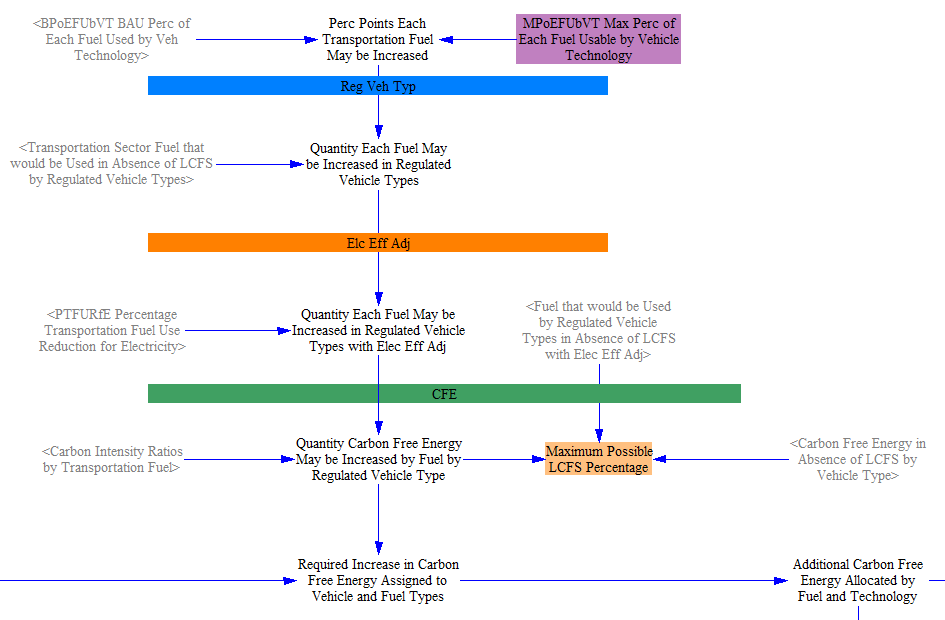 <BPoEFUbVT BAU Perc of
Each Fuel Used by Veh
Technology>
Perc Points Each
Transportation Fuel
May be Increased
MPoEFUbVT Max Perc of
Each Fuel Usable by Vehicle
Technology
Reg Veh Typ
<Transportation Sector Fuel that
would be Used in Absence of LCFS
by Regulated Vehicle Types>
Quantity Each Fuel May
be Increased in Regulated
Vehicle Types
Elc Eff Adj
<PTFURfE Percentage
Transportation Fuel Use
Reduction for Electricity>
Quantity Each Fuel May be
Increased in Regulated Vehicle
Types with Elec Eff Adj
<Fuel that would be Used
by Regulated Vehicle
Types in Absence of LCFS
with Elec Eff Adj>
CFE
<Carbon Intensity Ratios
by Transportation Fuel>
Quantity Carbon Free Energy
May be Increased by Fuel by
Regulated Vehicle Type
Maximum Possible
LCFS Percentage
<Carbon Free Energy in
Absence of LCFS by
Vehicle Type>
Required Increase in Carbon
Free Energy Assigned to
Vehicle and Fuel Types
Additional Carbon Free
Energy Allocated by
Fuel and Technology